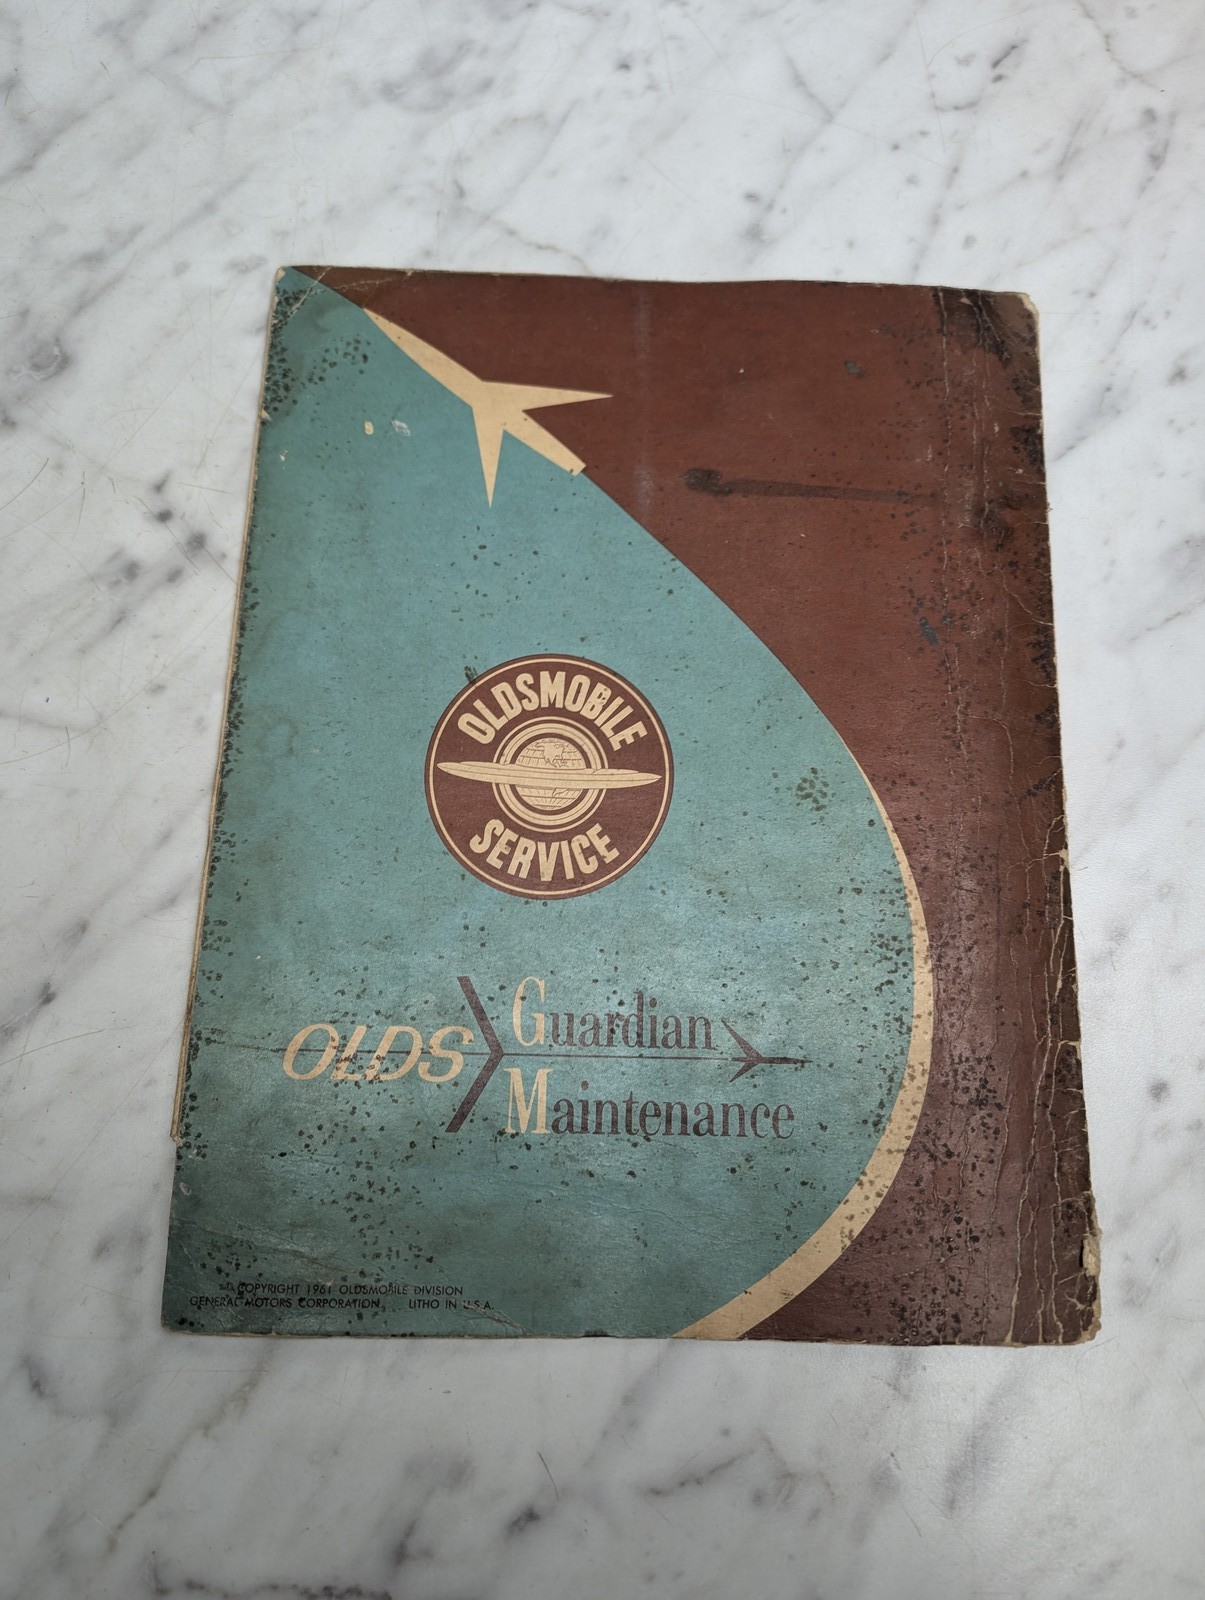 OLDSMOBILE
SERVICE
OLDS Guardian
Maintenance
COPYRIGHT 1961 OLDSMOBILE DIVISION
GENERAL MOTORS CORPORATION LITHO IN U.S.A.